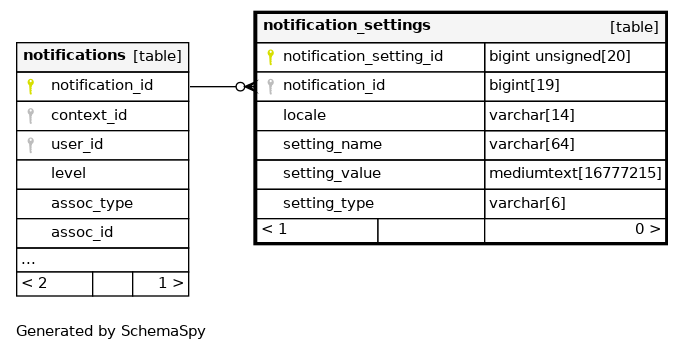 notifications [table]
notification_id
context_id
user_id
level
assoc_type
assoc_id
...
< 2 1 >
notification_settings [table]
notification_setting_id bigint unsigned[20]
notification_id bigint[19]
locale varchar[14]
setting_name varchar[64]
setting_value mediumtext[16777215]
setting_type varchar[6]
< 1 0 >
Generated by SchemaSpy